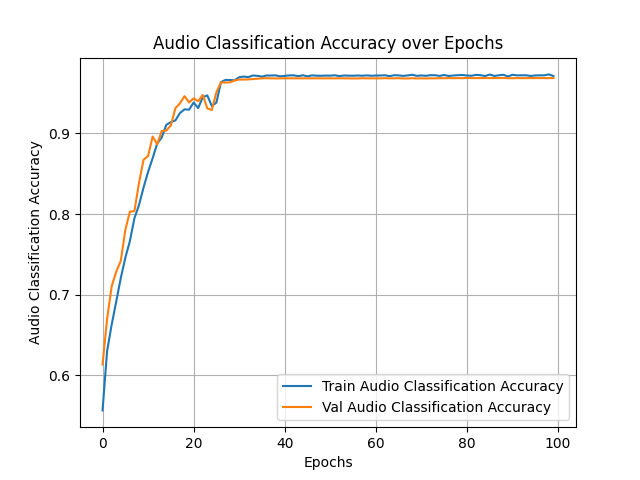 Audio Classification Accuracy over Epochs
Audio Classification Accuracy
0.9
0.8
0.7
0.6
Train Audio Classification Accuracy
Val Audio Classification Accuracy
0 20 40 60 80 100
Epochs